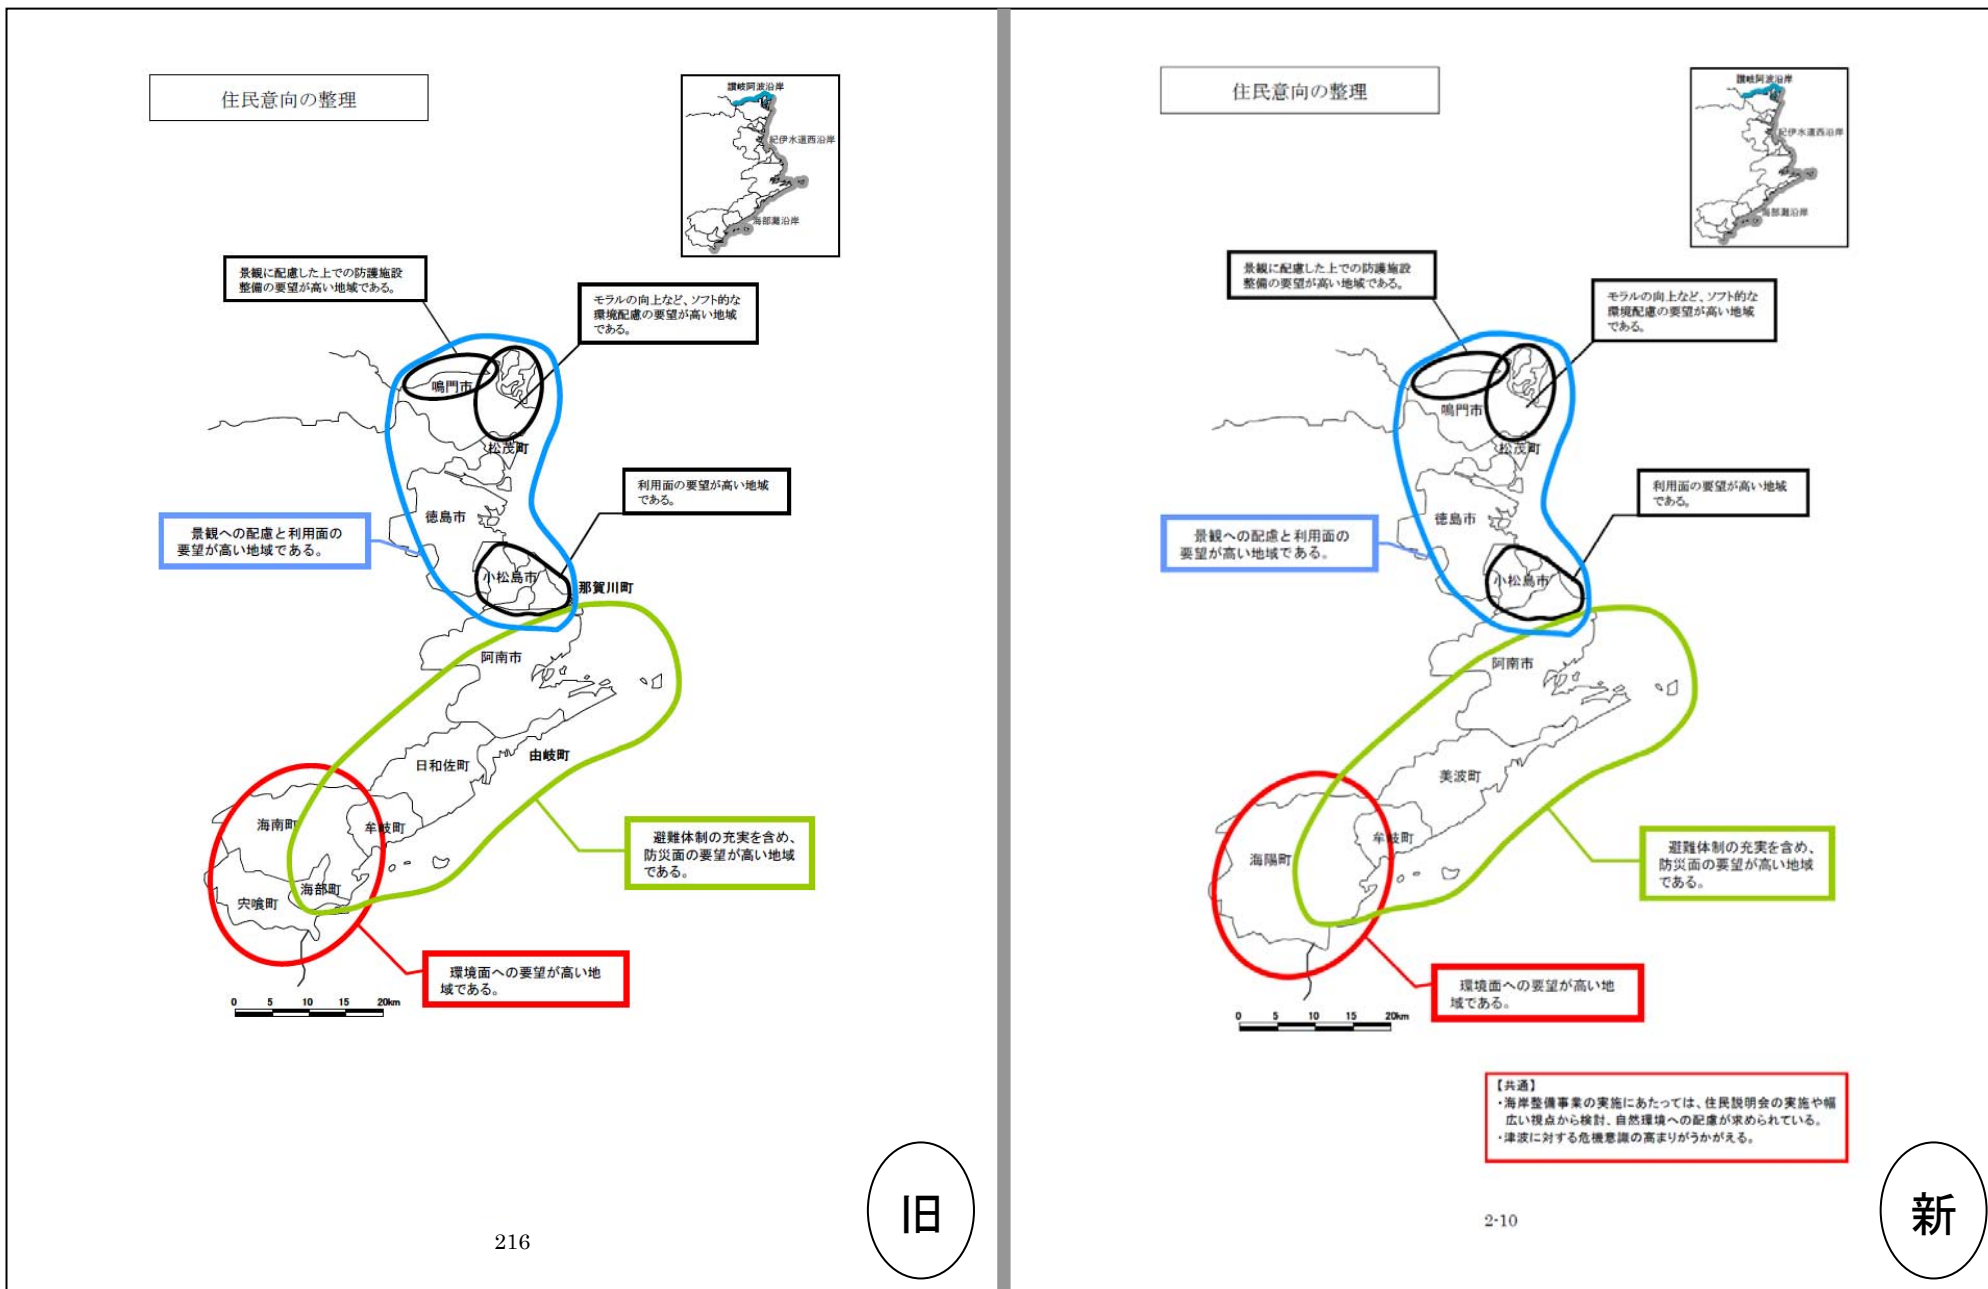 住民意向の整理
讃岐阿波沿岸
紀伊水道西沿岸
海部灘沿岸
景観に配慮した上での防護施設
整備の要望が高い地域である。
モラルの向上など、ソフト的な
環境配慮の要望が高い地域
である。
鳴門市
松茂町
利用面の要望が高い地域
である。
徳島市
景観への配慮と利用面の
要望が高い地域である。
小松島市
那賀川町
阿南市
由岐町
日和佐町
海南町
牟岐町
避難体制の充実を含め、
防災面の要望が高い地域
である。
海部町
宍喰町
環境面への要望が高い地
域である。
0 5 10 15 20km
216
旧
住民意向の整理
讃岐阿波沿岸
紀伊水道西沿岸
海部灘沿岸
景観に配慮した上での防護施設
整備の要望が高い地域である。
モラルの向上など、ソフト的な
環境配慮の要望が高い地域
である。
鳴門市
松茂町
利用面の要望が高い地域
である。
徳島市
景観への配慮と利用面の
要望が高い地域である。
小松島市
阿南市
美波町
牟岐町
海陽町
避難体制の充実を含め、
防災面の要望が高い地域
である。
環境面への要望が高い地
域である。
0 5 10 15 20km
【共通】
・海岸整備事業の実施にあたっては、住民説明会の実施や幅
広い視点から検討、自然環境への配慮が求められている。
・津波に対する危機意識の高まりがうかがえる。
2-10
新